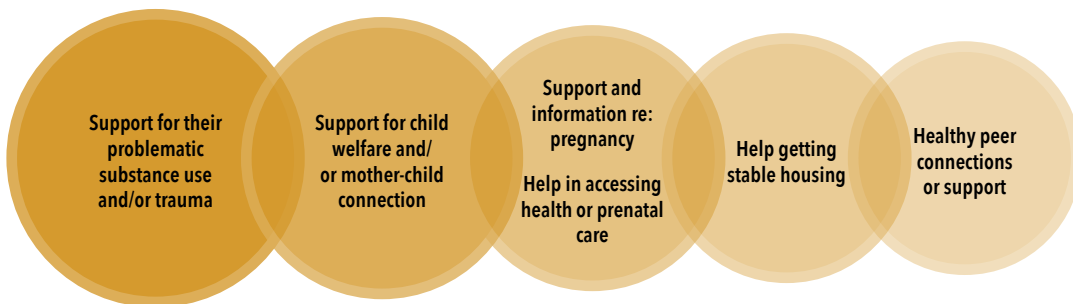 Support for their
problematic
substance use
and/or trauma
Support for child
welfare and/
or mother-child
connection
Support and
information re:
pregnancy
Help in accessing
health or prenatal
care
Help getting
stable housing
Healthy peer
connections
or support